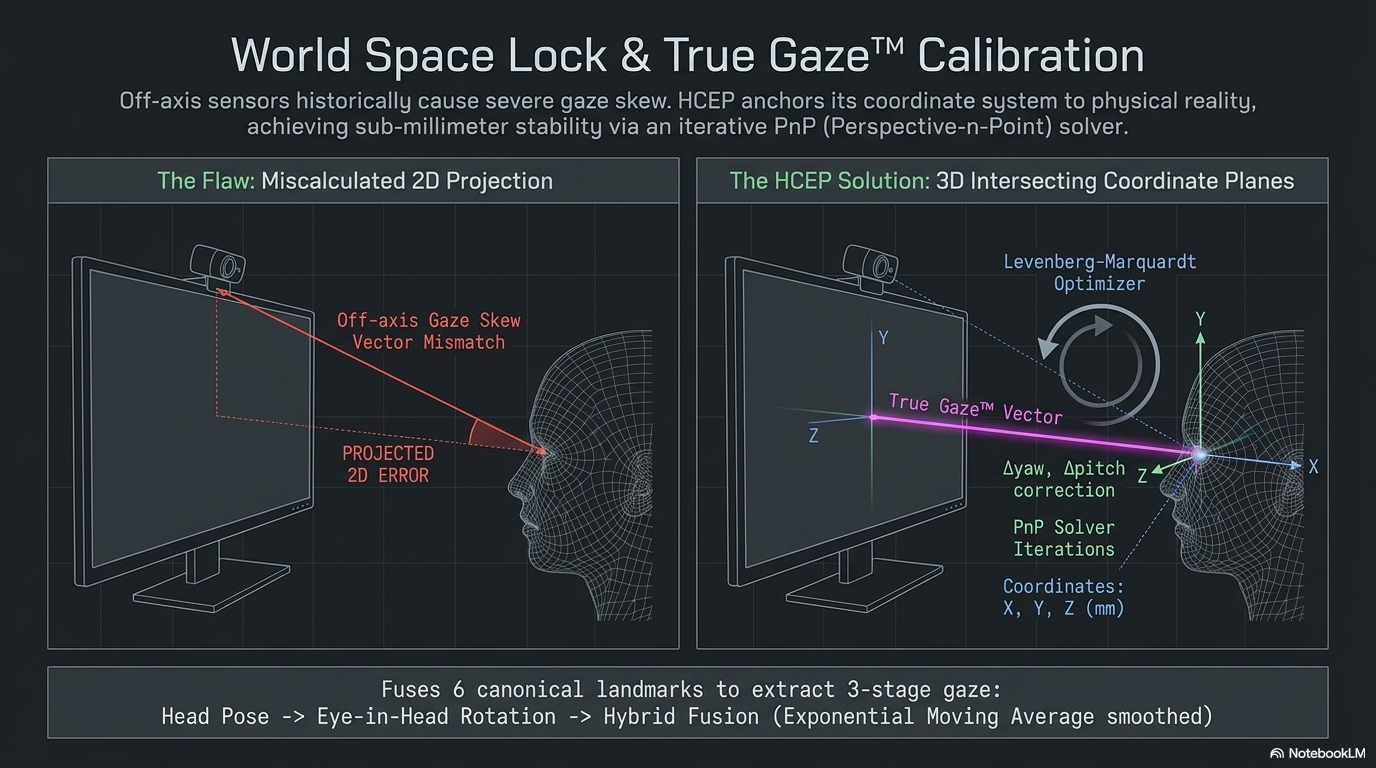 World Space Lock & True Gaze™ Calibration
Off-axis sensors historically cause severe gaze skew. HCEP anchors its coordinate system to physical reality,
achieving sub-millimeter stability via an iterative PnP (Perspective-n-Point) solver.
The Flaw: Miscalculated 2D Projection
Off-axis Gaze Skew
Vector Mismatch
PROJECTED
2D ERROR
The HCEP Solution: 3D Intersecting Coordinate Planes
Levenberg-Marquardt
Optimizer
Y
Y
True Gaze™ Vector
Z
X
Δyaw, Δpitch
correction
Z
PnP Solver
Iterations
Coordinates:
X, Y, Z (mm)
Fuses 6 canonical landmarks to extract 3-stage gaze:
Head Pose -> Eye-in-Head Rotation -> Hybrid Fusion (Exponential Moving Average smoothed)
NotebookLM